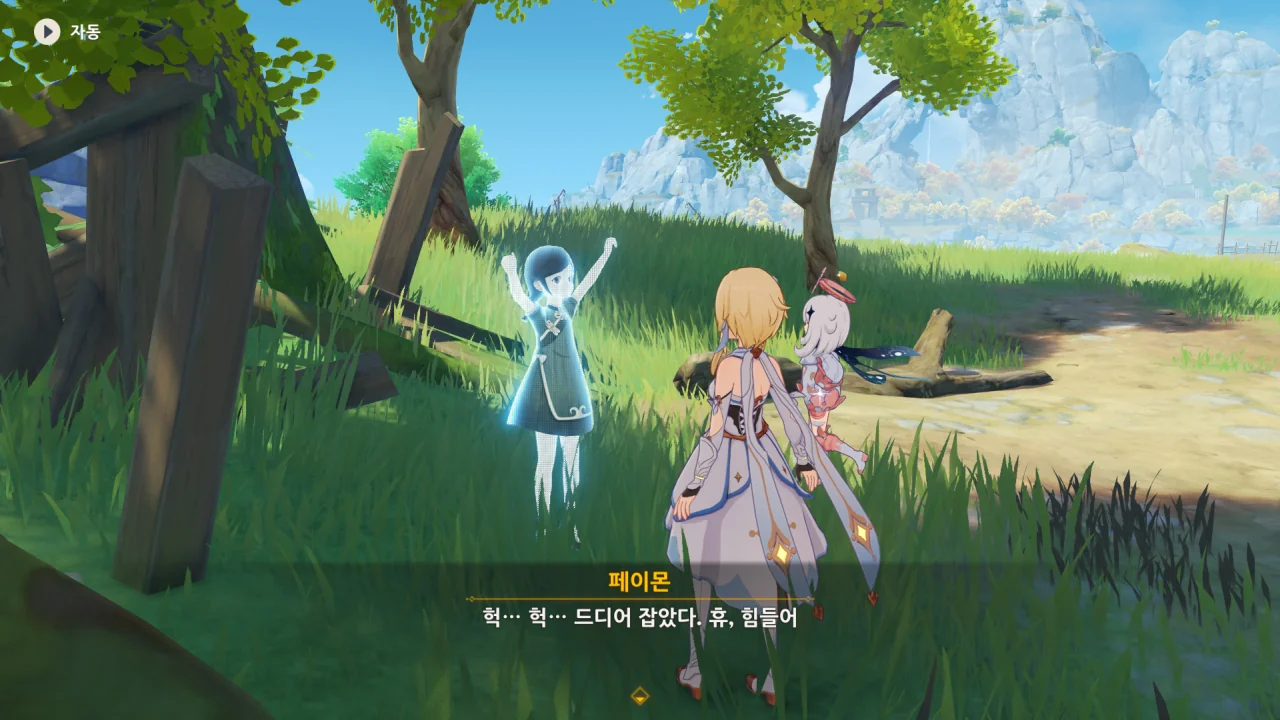 자동
페이몬
헉… 헉… 드디어 잡았다. 휴, 힘들어